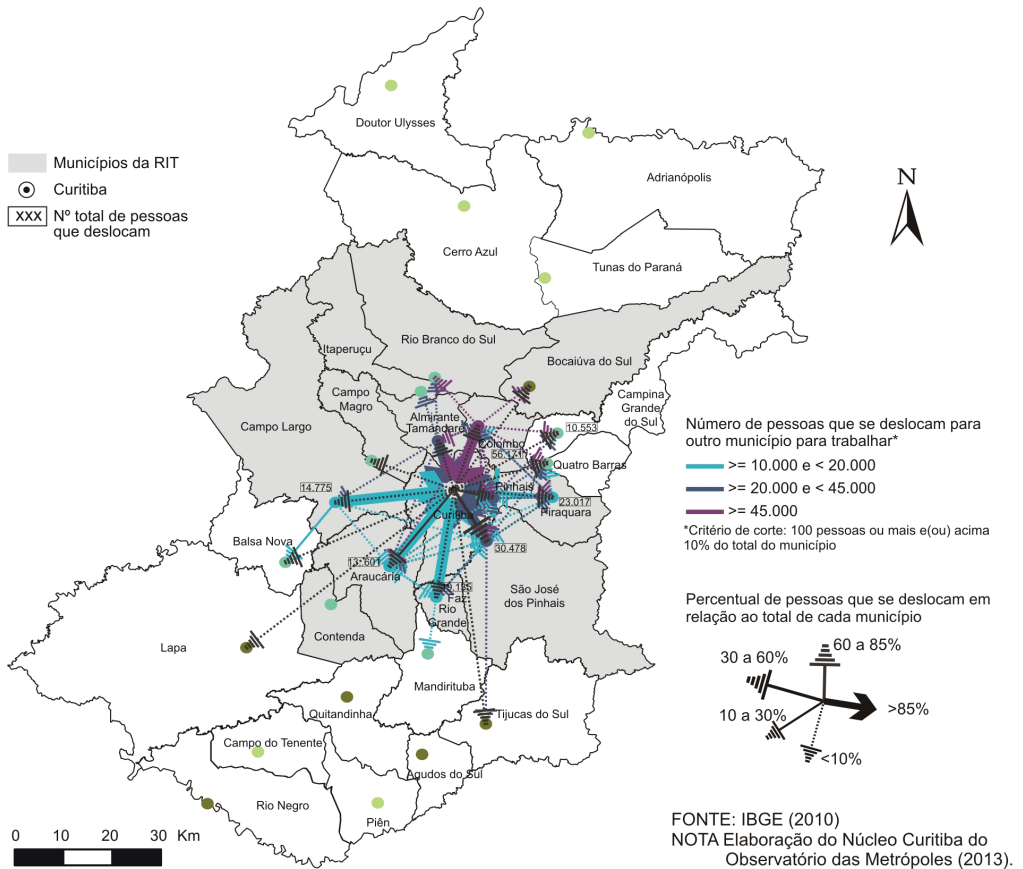 Doutor Ulysses
Adrianópolis
Municípios da RIT
Curitiba
XXX Nº total de pessoas
que deslocam
N
Cerro Azul
Tunas do Paraná
Rio Branco do Sul
Itaperuçu
Bocaiúva do Sul
Campo
Magro
Campina
Grande
do Sul
Campo Largo
Almirante
Tamandaré
Colombo
10.553
56.171
Quatro Barras
14.775
Pinhais
23.017
Piraquara
Curitiba
Balsa Nova
30.478
13.601
Araucária
São José
dos Pinhais
Faz
Rio
Grande
Contenda
Lapa
Mandirituba
Quitandinha
Tijucas do Sul
Campo do Tenente
Agudos do Sul
Rio Negro
Piên
Número de pessoas que se deslocam para
outro município para trabalhar*
>= 10.000 e < 20.000
>= 20.000 e < 45.000
>= 45.000
*Critério de corte: 100 pessoas ou mais e(ou) acima
10% do total do município
Percentual de pessoas que se deslocam em
relação ao total de cada município
30 a 60%
60 a 85%
10 a 30%
>85%
<10%
0 10 20 30 Km
FONTE: IBGE (2010)
NOTA Elaboração do Núcleo Curitiba do
Observatório das Metrópoles (2013).